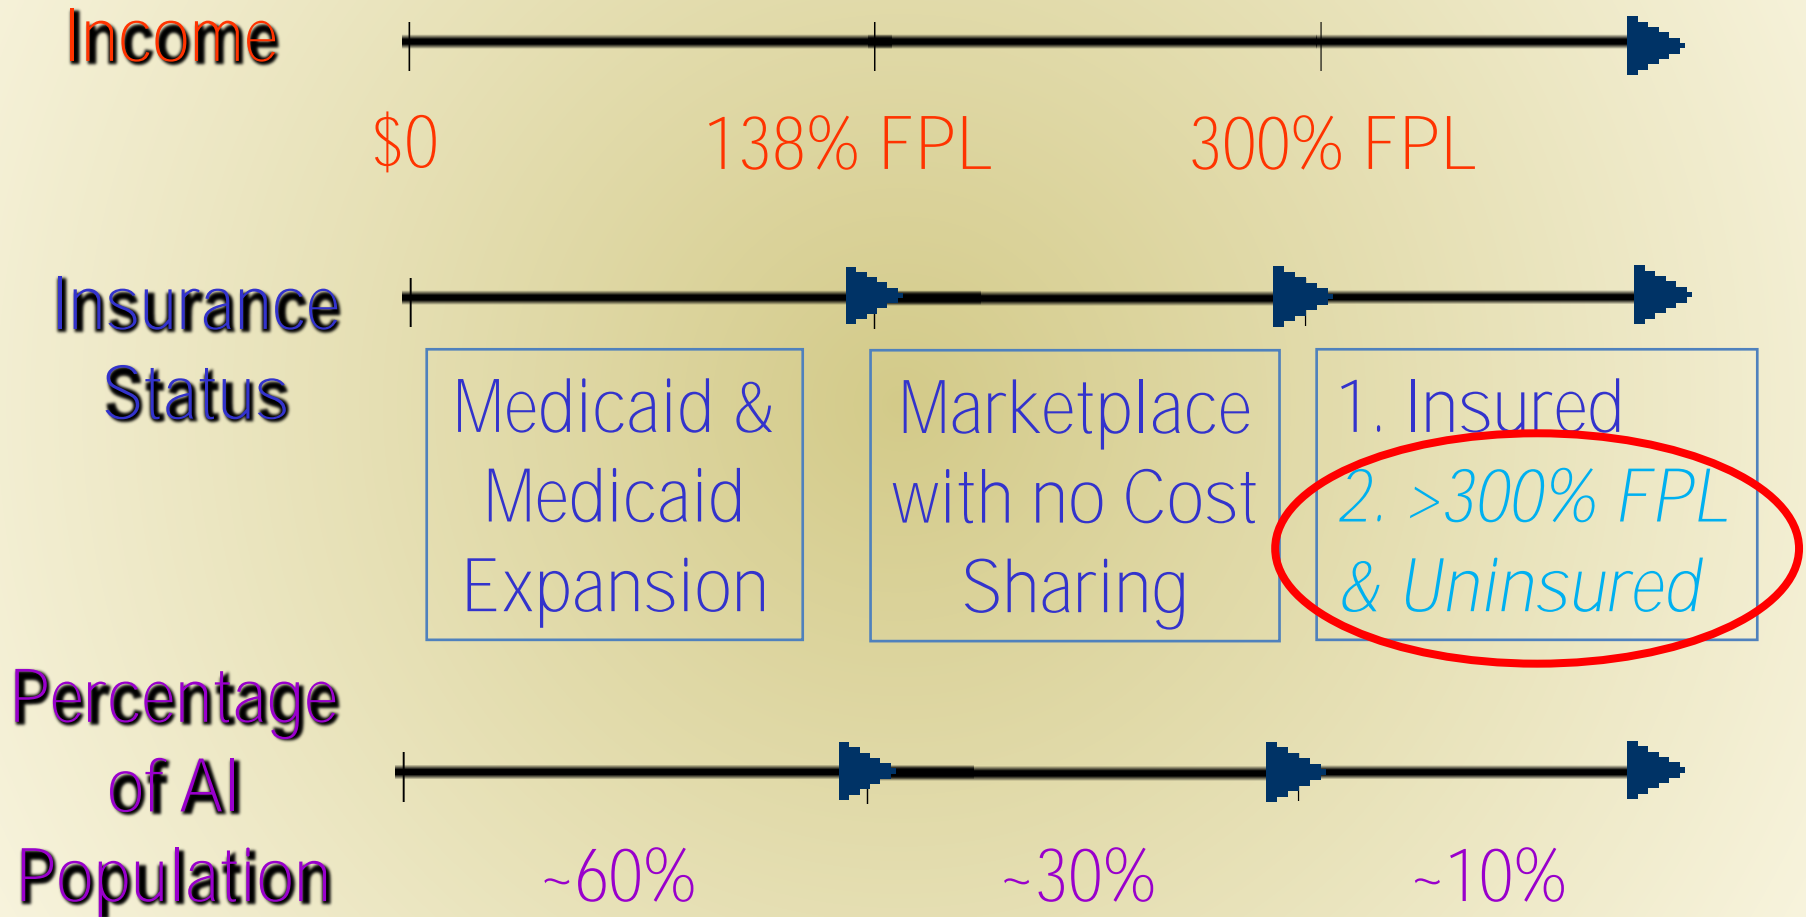 Income
$0
138% FPL
300% FPL
Insurance
Status
Medicaid &
Medicaid
Expansion
Marketplace
with no Cost
Sharing
1. Insured
2. >300% FPL
& Uninsured
Percentage
of AI
Population
~60%
~30%
~10%